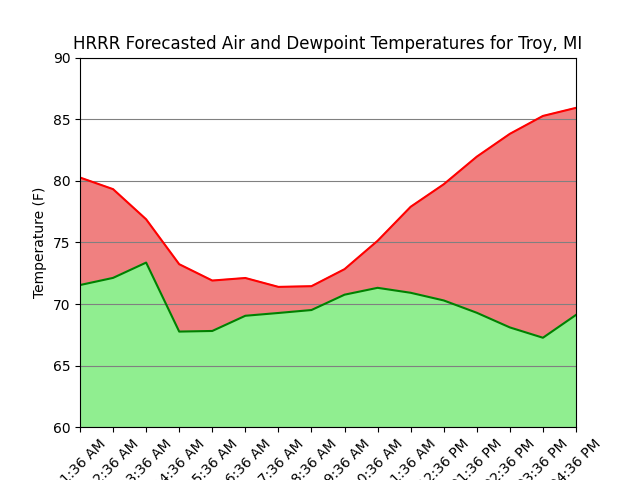 HRRR Forecasted Air and Dewpoint Temperatures for Troy, MI
90
85
80
75
70
65
60
Temperature (F)
1:36 AM
2:36 AM
3:36 AM
4:36 AM
5:36 AM
6:36 AM
7:36 AM
8:36 AM
9:36 AM
0:36 AM
1:36 AM
2:36 PM
01:36 PM
02:36 PM
03:36 PM
04:36 PM